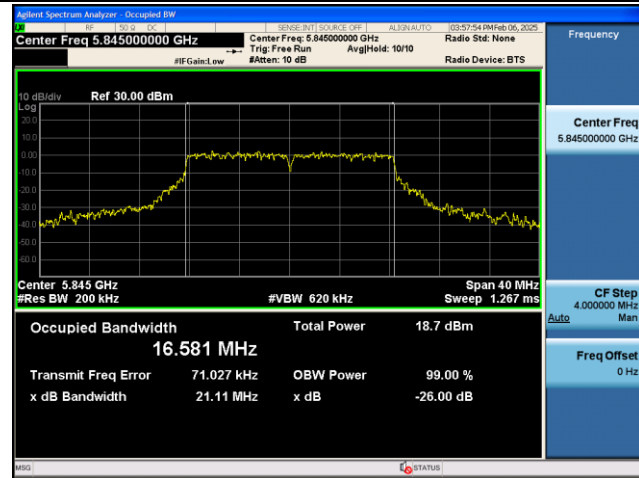 Agilent Spectrum Analyzer - Occupied BW
RF 50 Ω DC SENSE:INT SOURCE OFF ALIGN AUTO 03:57:54 PM Feb 06, 2025
Center Freq 5.845000000 GHz
Center Freq: 5.845000000 GHz
Radio Std: None
Trig: Free Run Avg|Hold: 10/10
#IFGain:Low #Atten: 10 dB Radio Device: BTS
10 dB/div Ref 30.00 dBm
Log
20.0
10.0
0.00
-10.0
-20.0
-30.0
-40.0
-50.0
-60.0
Center 5.845 GHz Span 40 MHz
#Res BW 200 kHz #VBW 620 kHz Sweep 1.267 ms
Occupied Bandwidth Total Power 18.7 dBm
16.581 MHz
Transmit Freq Error 71.027 kHz OBW Power 99.00 %
x dB Bandwidth 21.11 MHz x dB -26.00 dB
MSG STATUS
Frequency
Center Freq
5.845000000 GHz
CF Step
4.000000 MHz
Auto Man
Freq Offset
0 Hz